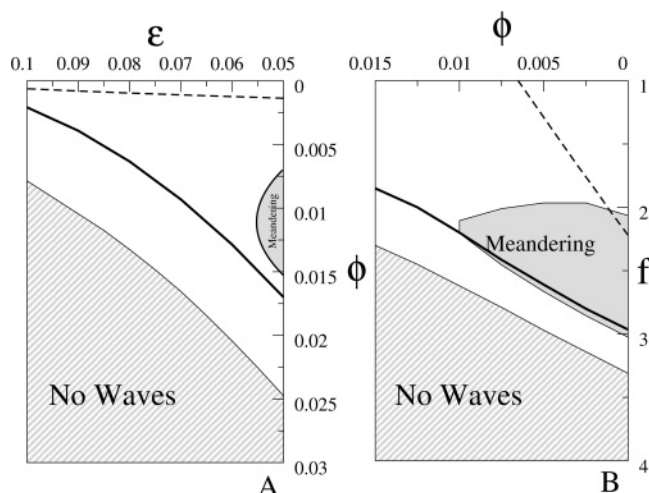 ε
0.1 0.09 0.08 0.07 0.06 0.05
0
0.005
0.01
0.015
0.02
0.025
0.03
ϕ
Meandering
No Waves
A
ϕ
0.015 0.01 0.005 0
1
2
3
4
f
Meandering
No Waves
B